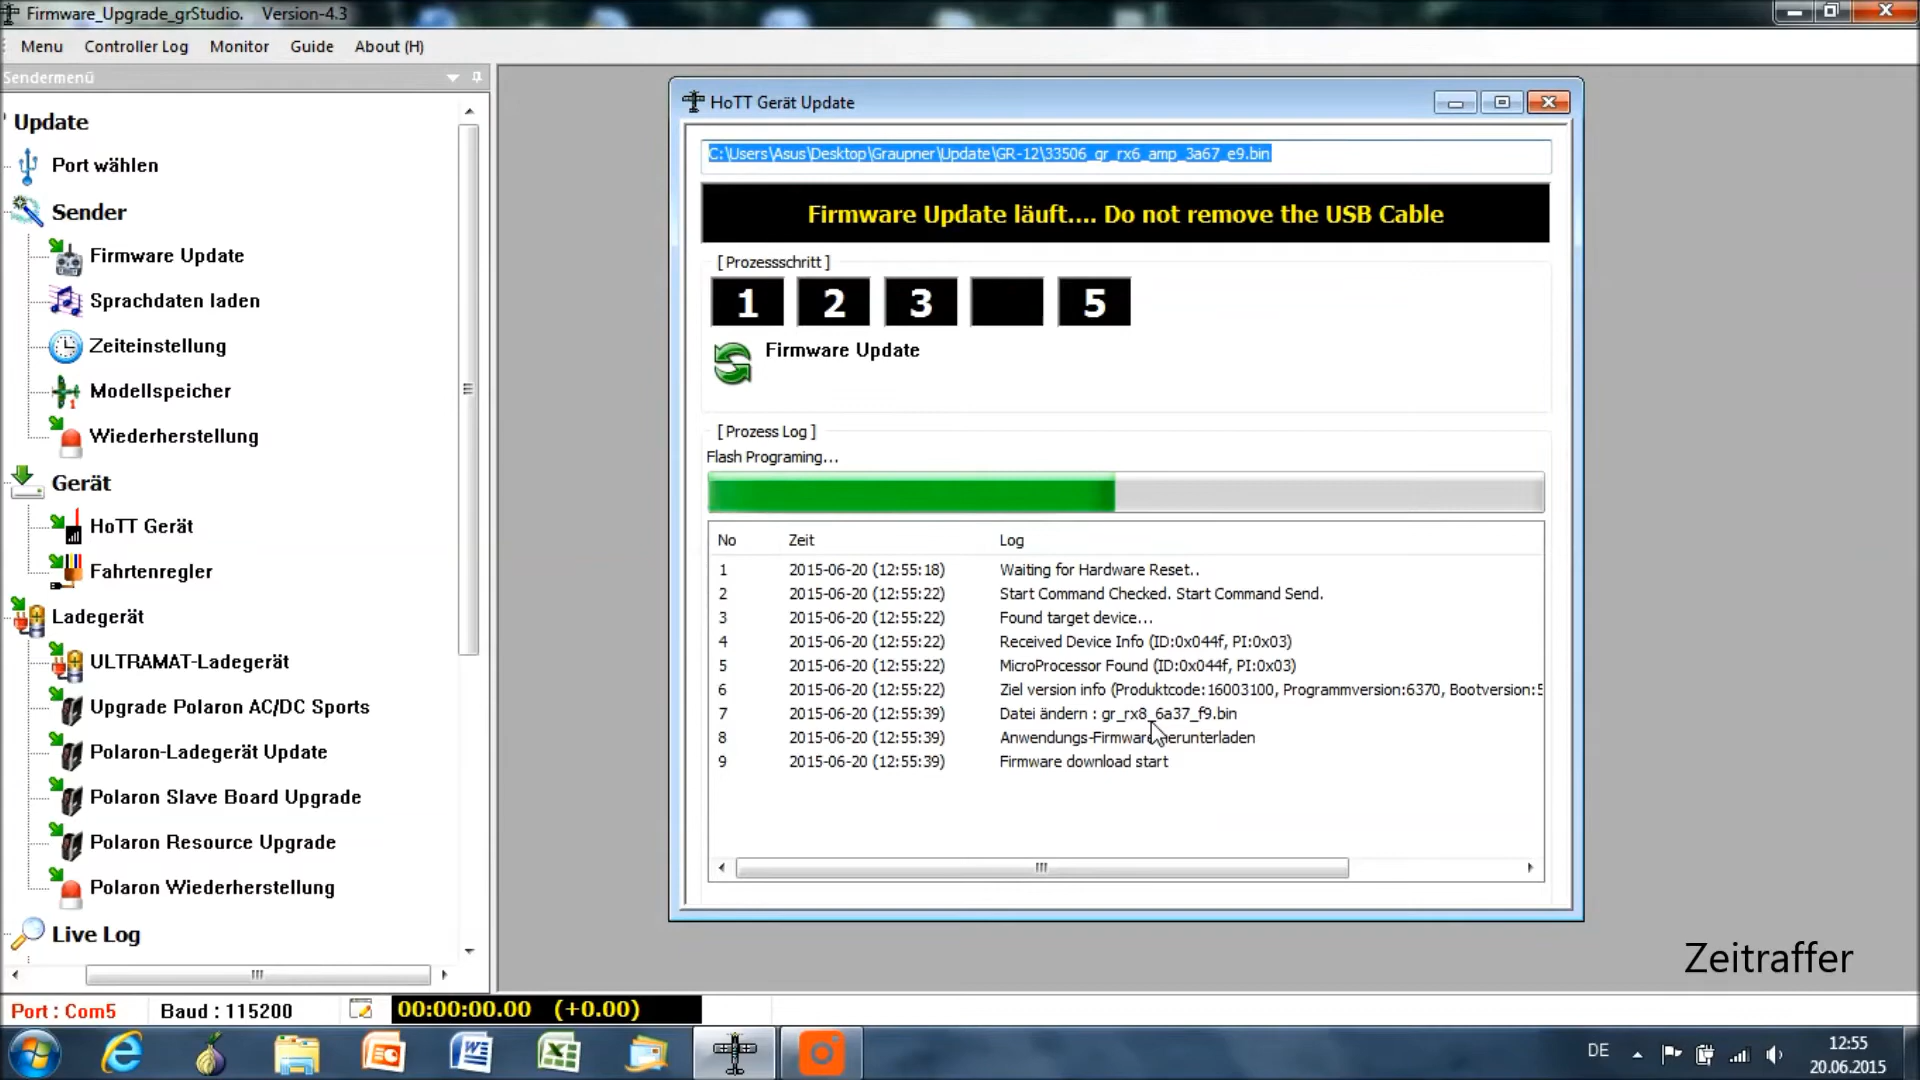 Firmware_Upgrade_grStudio. Version-4.3
Menu Controller Log Monitor Guide About (H)
Sendermenü
Update
Port wählen
Sender
Firmware Update
Sprachdaten laden
Zeiteinstellung
Modellspeicher
Wiederherstellung
Gerät
HoTT Gerät
Fahrtenregler
Ladegerät
ULTRAMAT-Ladegerät
Upgrade Polaron AC/DC Sports
Polaron-Ladegerät Update
Polaron Slave Board Upgrade
Polaron Resource Upgrade
Polaron Wiederherstellung
Live Log
HoTT Gerät Update
C:\Users\Asus\Desktop\Graupner\Update\GR-12\33506_gr_rx6_amp_3a67_e9.bin
Firmware Update läuft.... Do not remove the USB Cable
[ Prozessschritt ]
1 2 3 5
Firmware Update
[ Prozess Log ]
Flash Programing...
No Zeit Log
1 2015-06-20 (12:55:18) Waiting for Hardware Reset..
2 2015-06-20 (12:55:22) Start Command Checked. Start Command Send.
3 2015-06-20 (12:55:22) Found target device...
4 2015-06-20 (12:55:22) Received Device Info (ID:0x044f, PI:0x03)
5 2015-06-20 (12:55:22) MicroProcessor Found (ID:0x044f, PI:0x03)
6 2015-06-20 (12:55:22) Ziel version info (Produktcode:16003100, Programmversion:6370, Bootversion:5
7 2015-06-20 (12:55:39) Datei ändern : gr_rx8_6a37_f9.bin
8 2015-06-20 (12:55:39) Anwendungs-Firmware herunterladen
9 2015-06-20 (12:55:39) Firmware download start
Zeitraffer
Port : Com5 Baud : 115200 00:00:00.00 (+0.00)
DE 12:55
20.06.2015